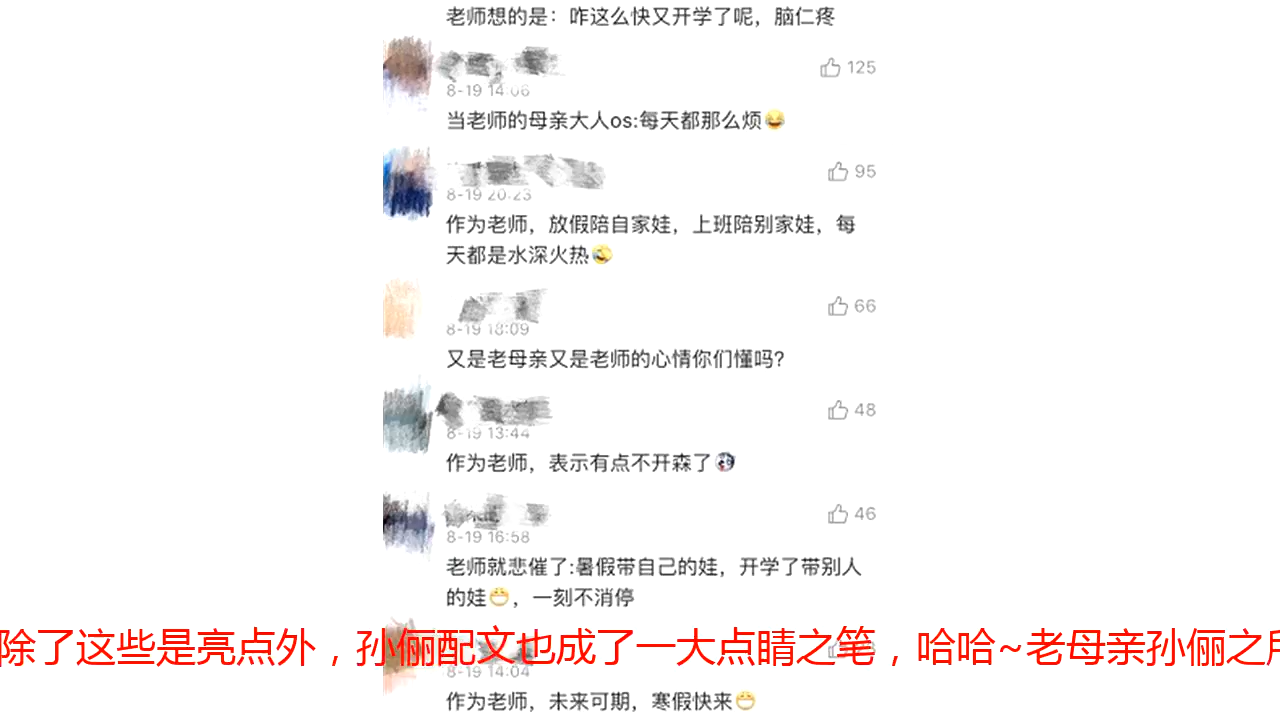 老师想的是：咋这么快又开学了呢，脑仁疼
125
8-19 14:06
当老师的母亲大人os:每天都那么烦
95
8-19 20:23
作为老师，放假陪自家娃，上班陪别家娃，每
天都是水深火热
66
8-19 18:09
又是老母亲又是老师的心情你们懂吗?
48
8-19 13:44
作为老师，表示有点不开森了
46
8-19 16:58
老师就悲催了:暑假带自己的娃，开学了带别人
的娃，一刻不消停
除了这些是亮点外，孙俪配文也成了一大点睛之笔，哈哈~老母亲孙俪之所
8-19 14:04
作为老师，未来可期，寒假快来